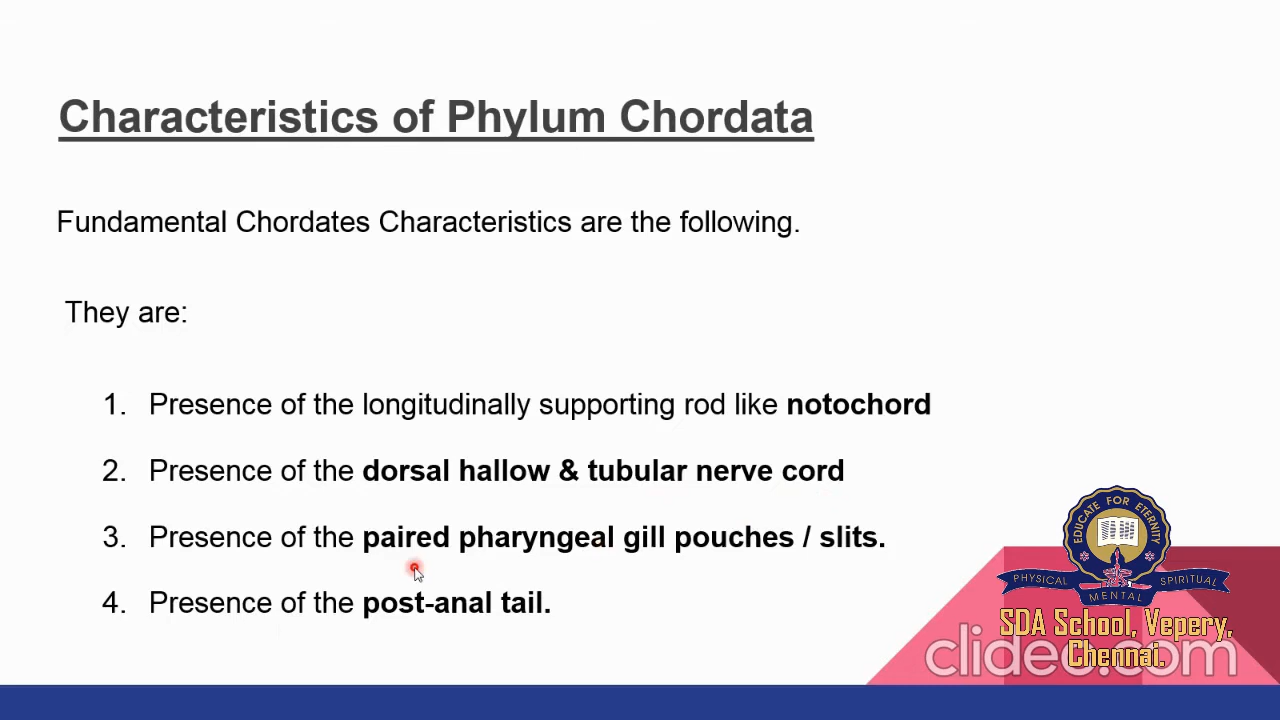 Characteristics of Phylum Chordata
Fundamental Chordates Characteristics are the following.
They are:
1. Presence of the longitudinally supporting rod like notochord
2. Presence of the dorsal hallow & tubular nerve cord
3. Presence of the paired pharyngeal gill pouches / slits.
4. Presence of the post-anal tail.
EDUCATE FOR ETERNITY
PHYSICAL MENTAL SPIRITUAL
SDA School, Vepery,
Chennai.
clideo.com